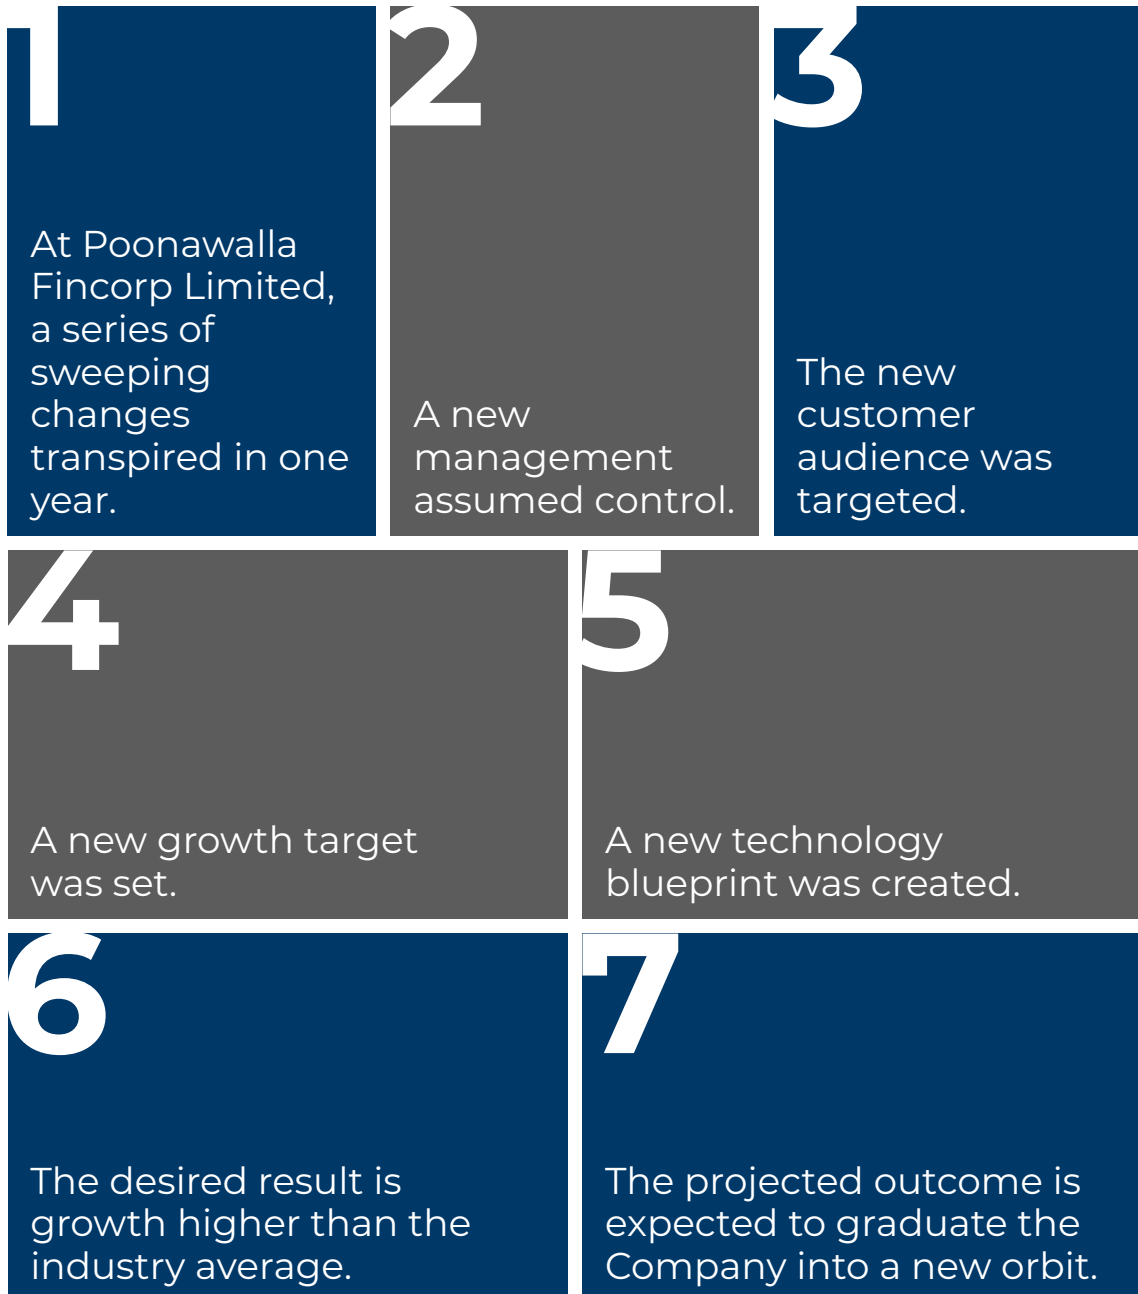 1
At Poonawalla
Fincorp Limited,
a series of
sweeping
changes
transpired in one
year.
2
A new
management
assumed control.
3
The new
customer
audience was
targeted.
4
A new growth target
was set.
5
A new technology
blueprint was created.
6
The desired result is
growth higher than the
industry average.
7
The projected outcome is
expected to graduate the
Company into a new orbit.